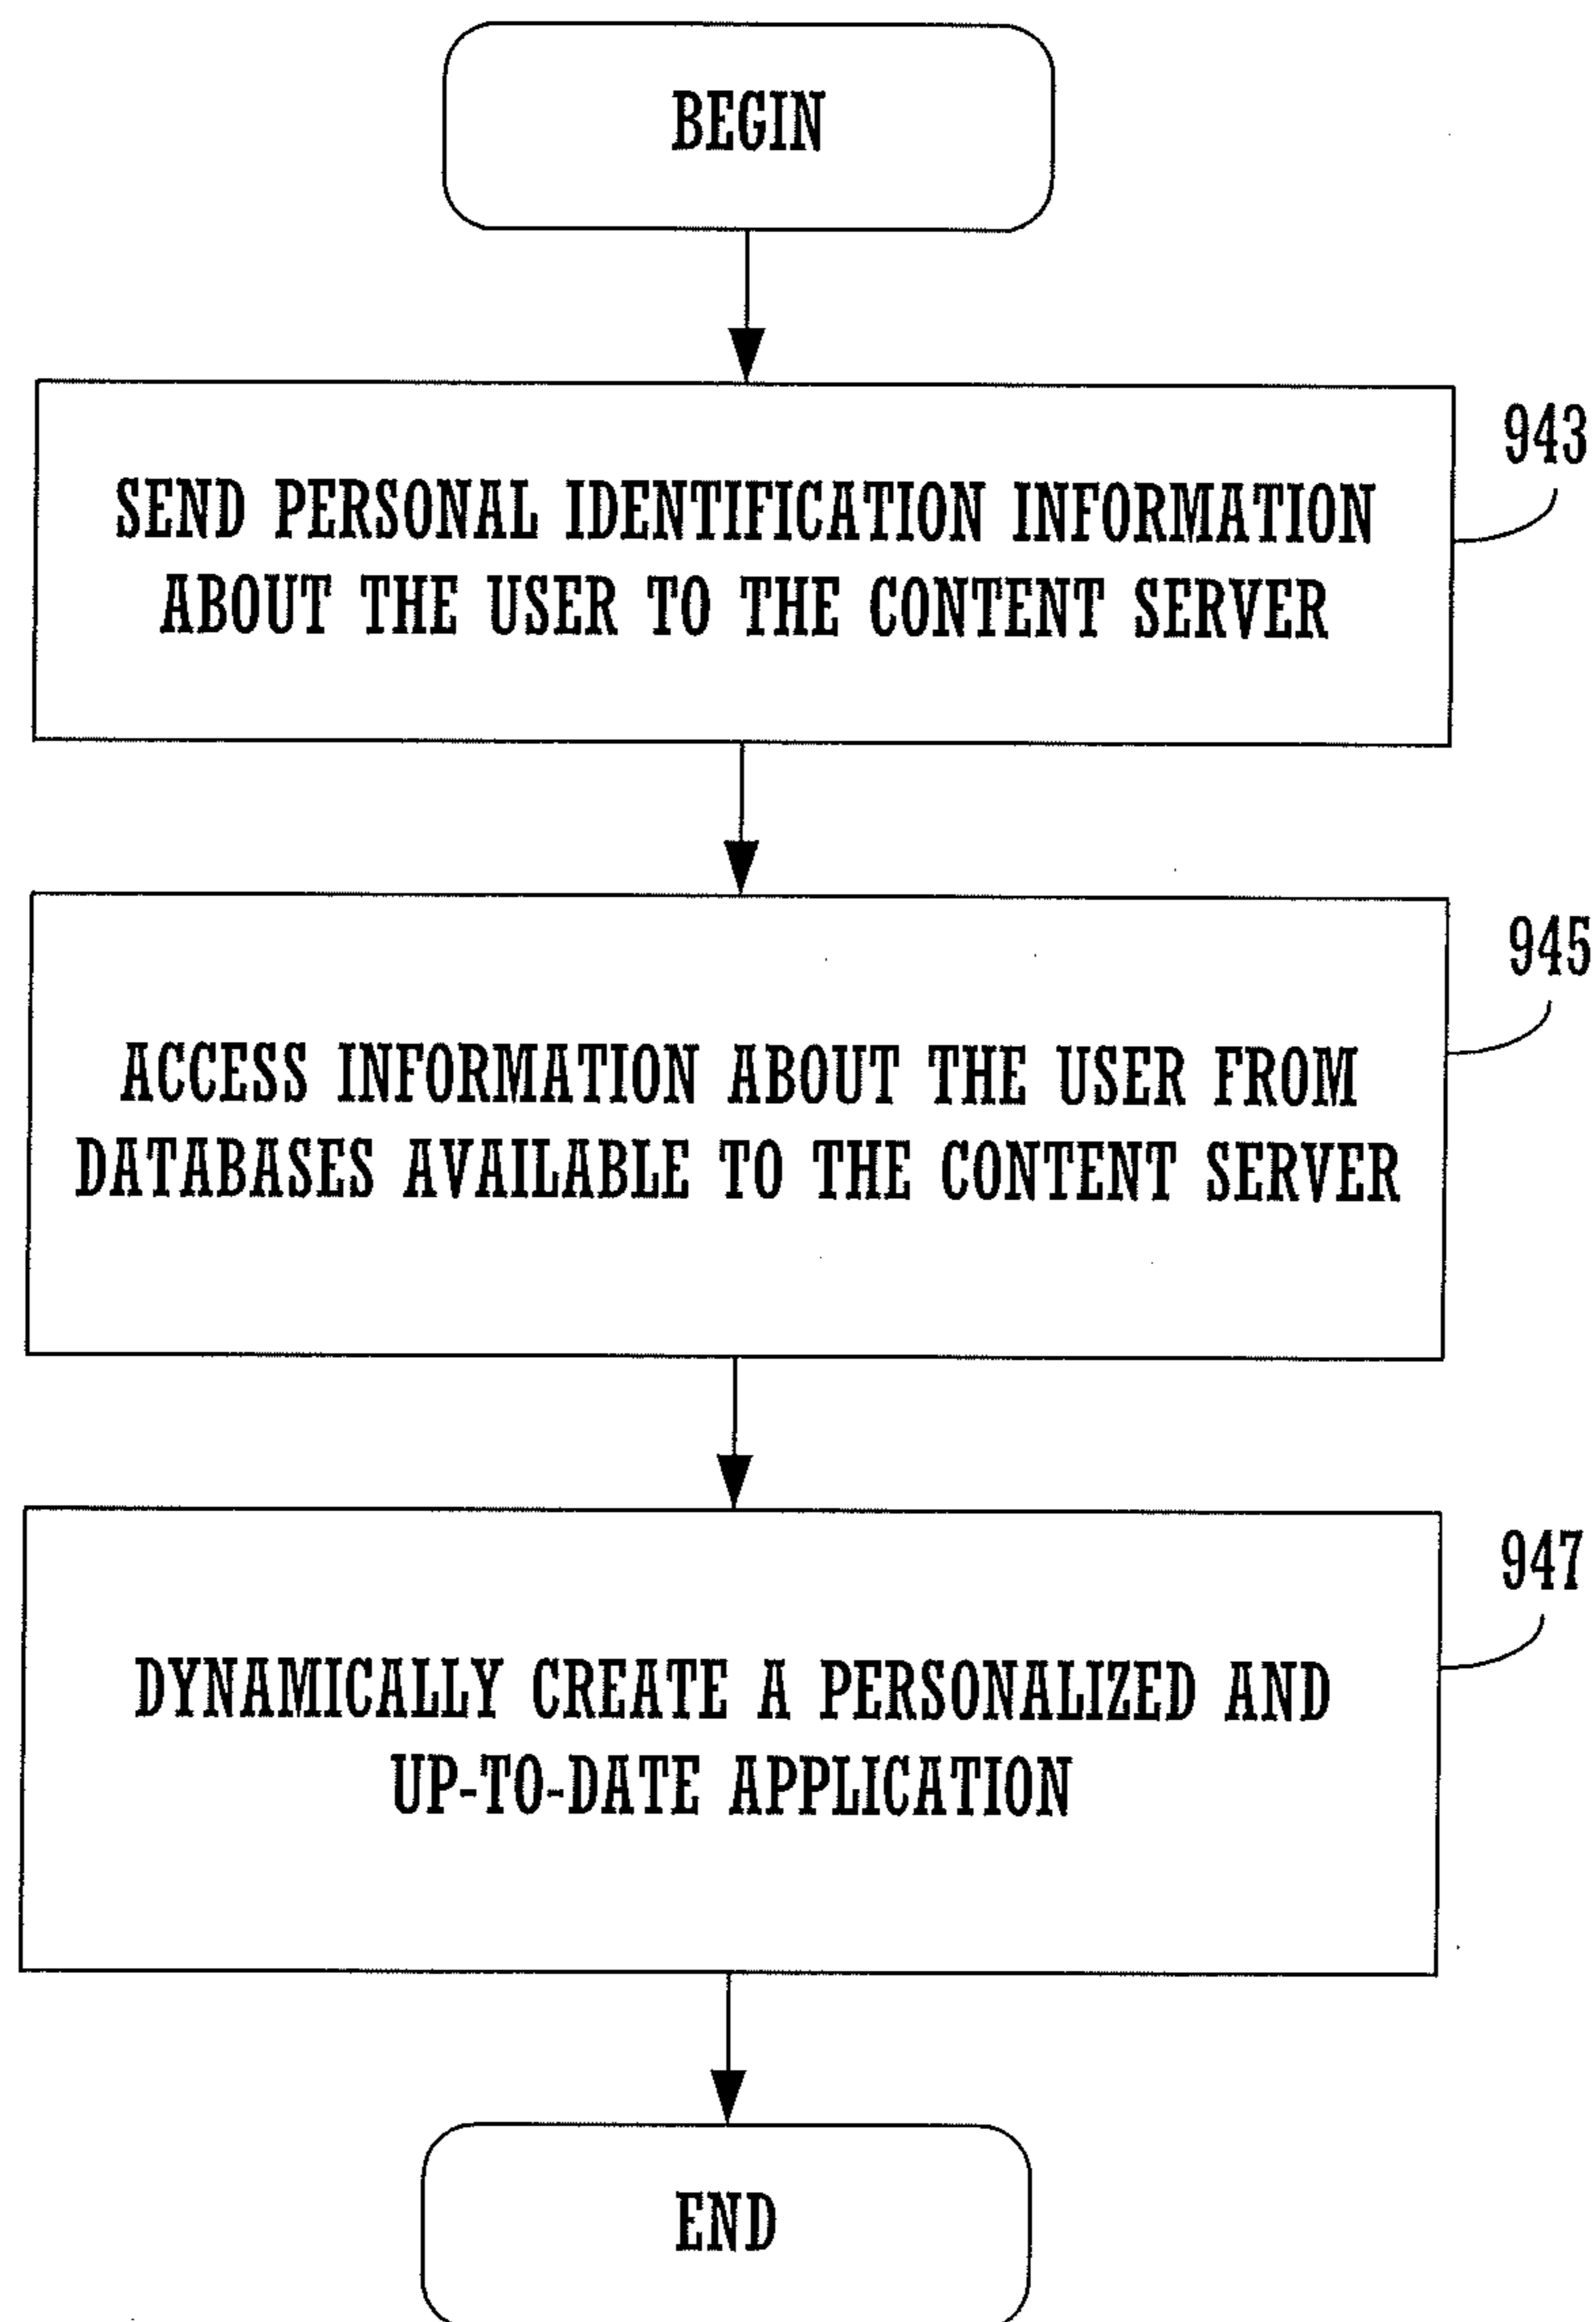 BEGIN
943
SEND PERSONAL IDENTIFICATION INFORMATION
ABOUT THE USER TO THE CONTENT SERVER
945
ACCESS INFORMATION ABOUT THE USER FROM
DATABASES AVAILABLE TO THE CONTENT SERVER
947
DYNAMICALLY CREATE A PERSONALIZED AND
UP-TO-DATE APPLICATION
END